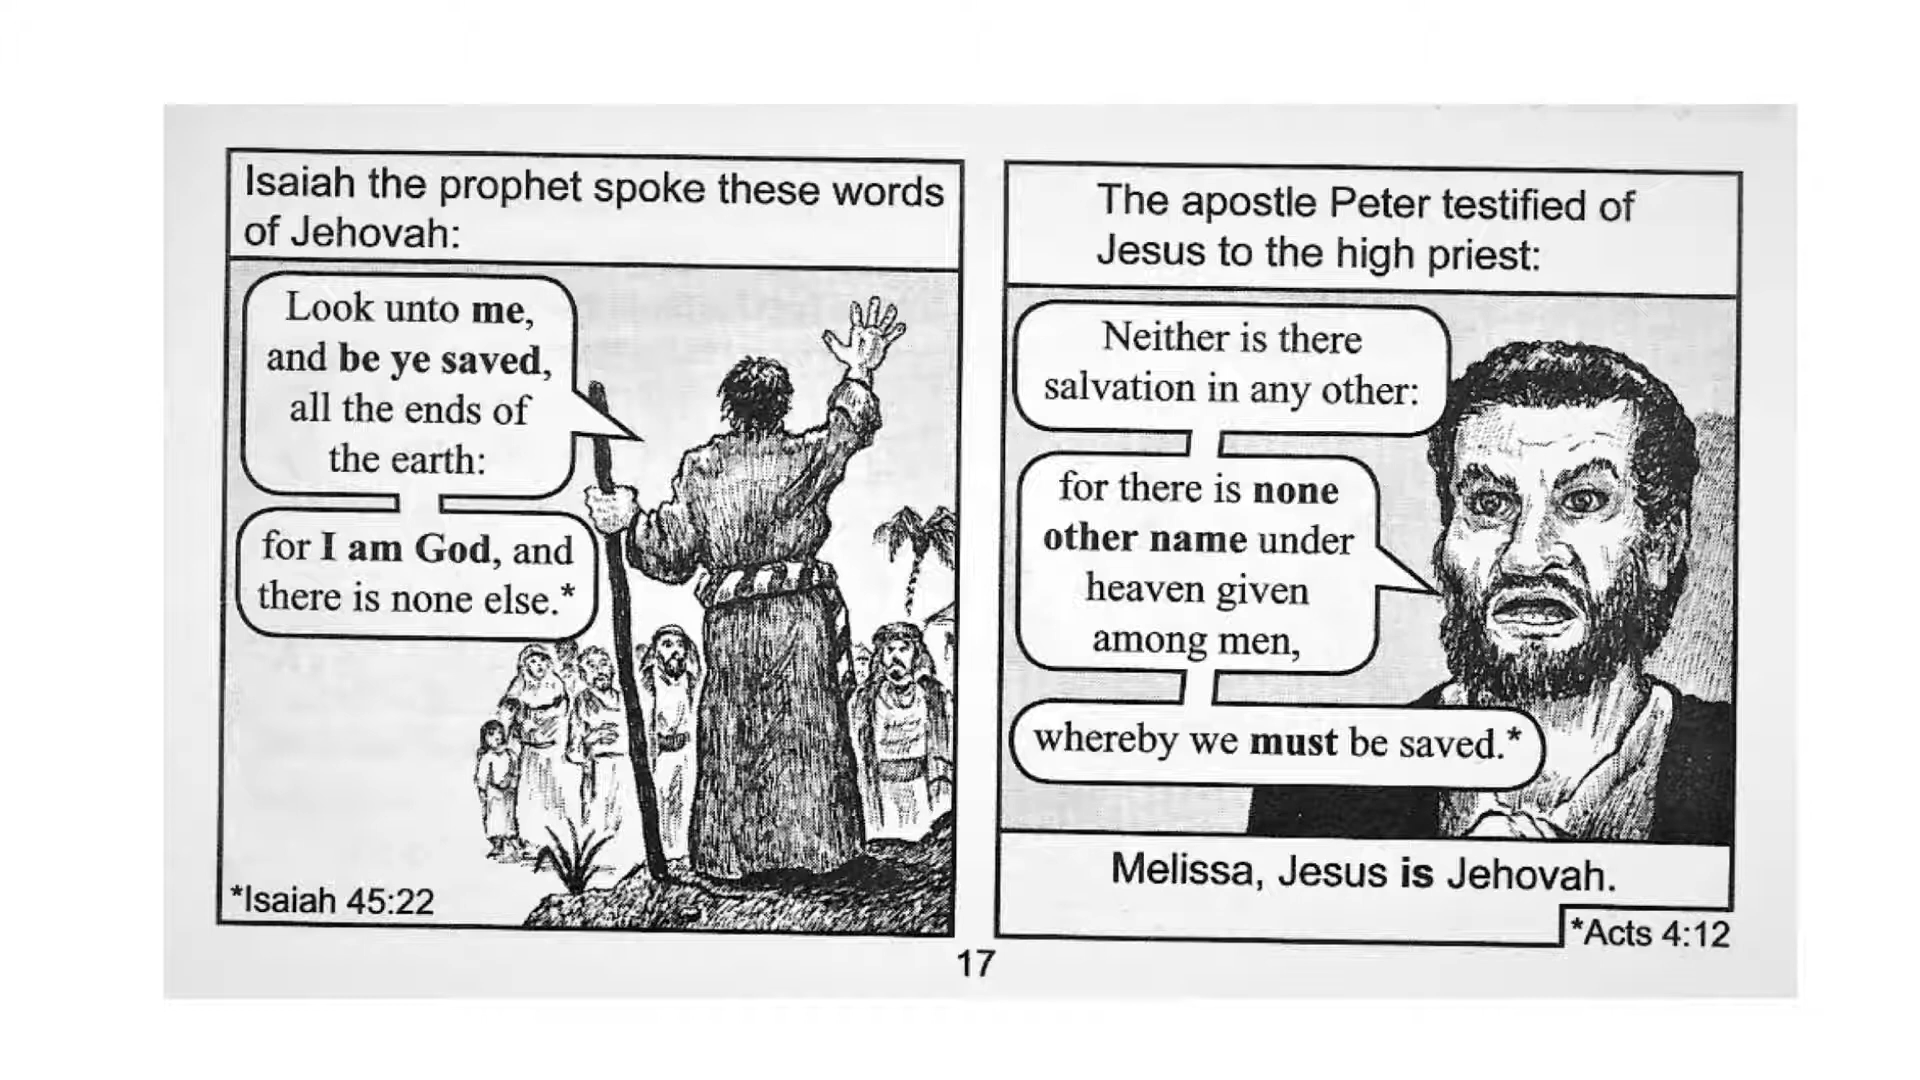 Isaiah the prophet spoke these words
of Jehovah:
Look unto me,
and be ye saved,
all the ends of
the earth:
for I am God, and
there is none else.*
*Isaiah 45:22
The apostle Peter testified of
Jesus to the high priest:
Neither is there
salvation in any other:
for there is none
other name under
heaven given
among men,
whereby we must be saved.*
Melissa, Jesus is Jehovah.
*Acts 4:12
17